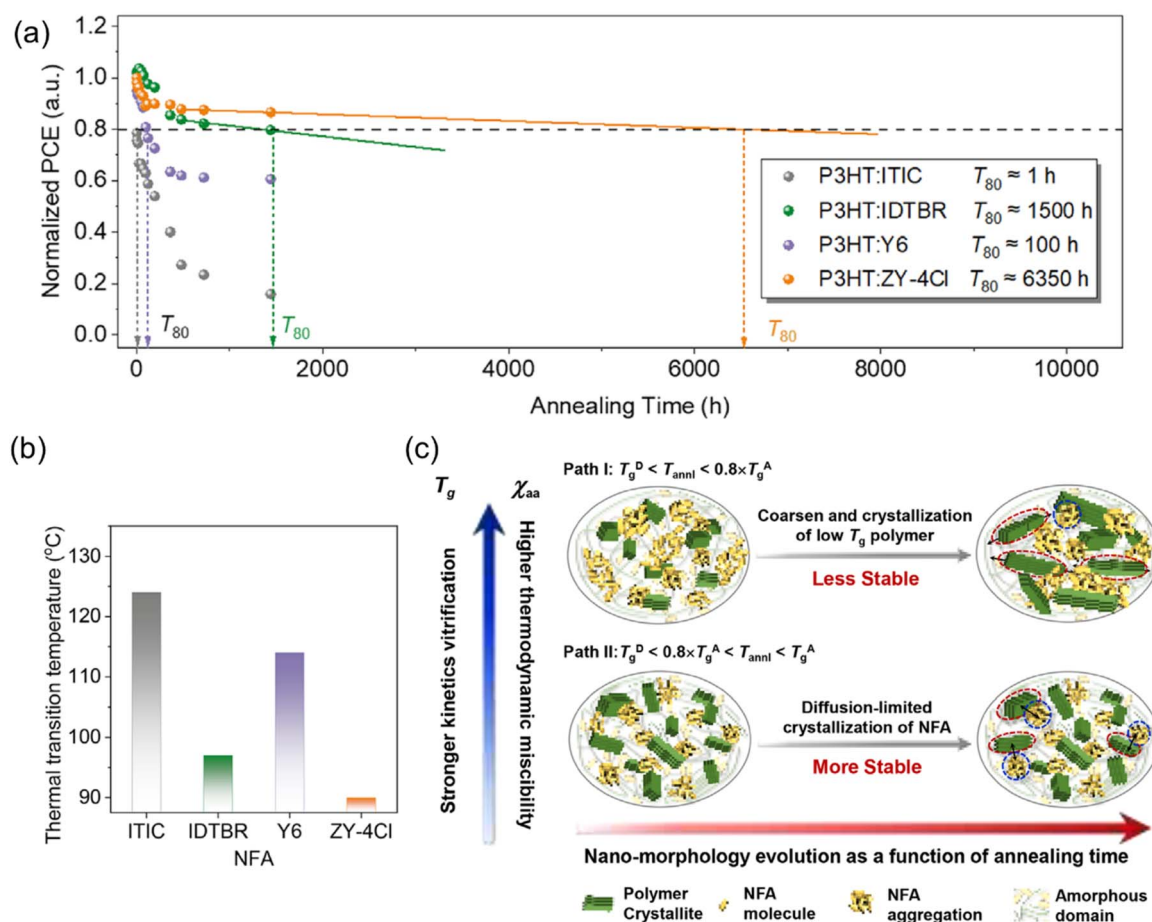 (a)
Normalized PCE (a.u.)
1.2
1.0
0.8
0.6
0.4
0.2
0.0
P3HT:ITIC T80 ≈ 1 h
P3HT:IDTBR T80 ≈ 1500 h
P3HT:Y6 T80 ≈ 100 h
P3HT:ZY-4Cl T80 ≈ 6350 h
T80
T80
T80
0 2000 4000 6000 8000 10000
Annealing Time (h)
(b)
Thermal transition temperature (°C)
130
120
110
100
90
ITIC IDTBR Y6 ZY-4Cl
NFA
(c)
Tg χaa
Stronger kinetics vitrification
Higher thermodynamic miscibility
Path I: TgD < Tannl < 0.8×TgA
Coarsen and crystallization
of low Tg polymer
Less Stable
Path II: TgD < 0.8×TgA < Tannl < TgA
Diffusion-limited
crystallization of NFA
More Stable
Nano-morphology evolution as a function of annealing time
Polymer
Crystallite
NFA
molecule
NFA
aggregation
Amorphous
domain